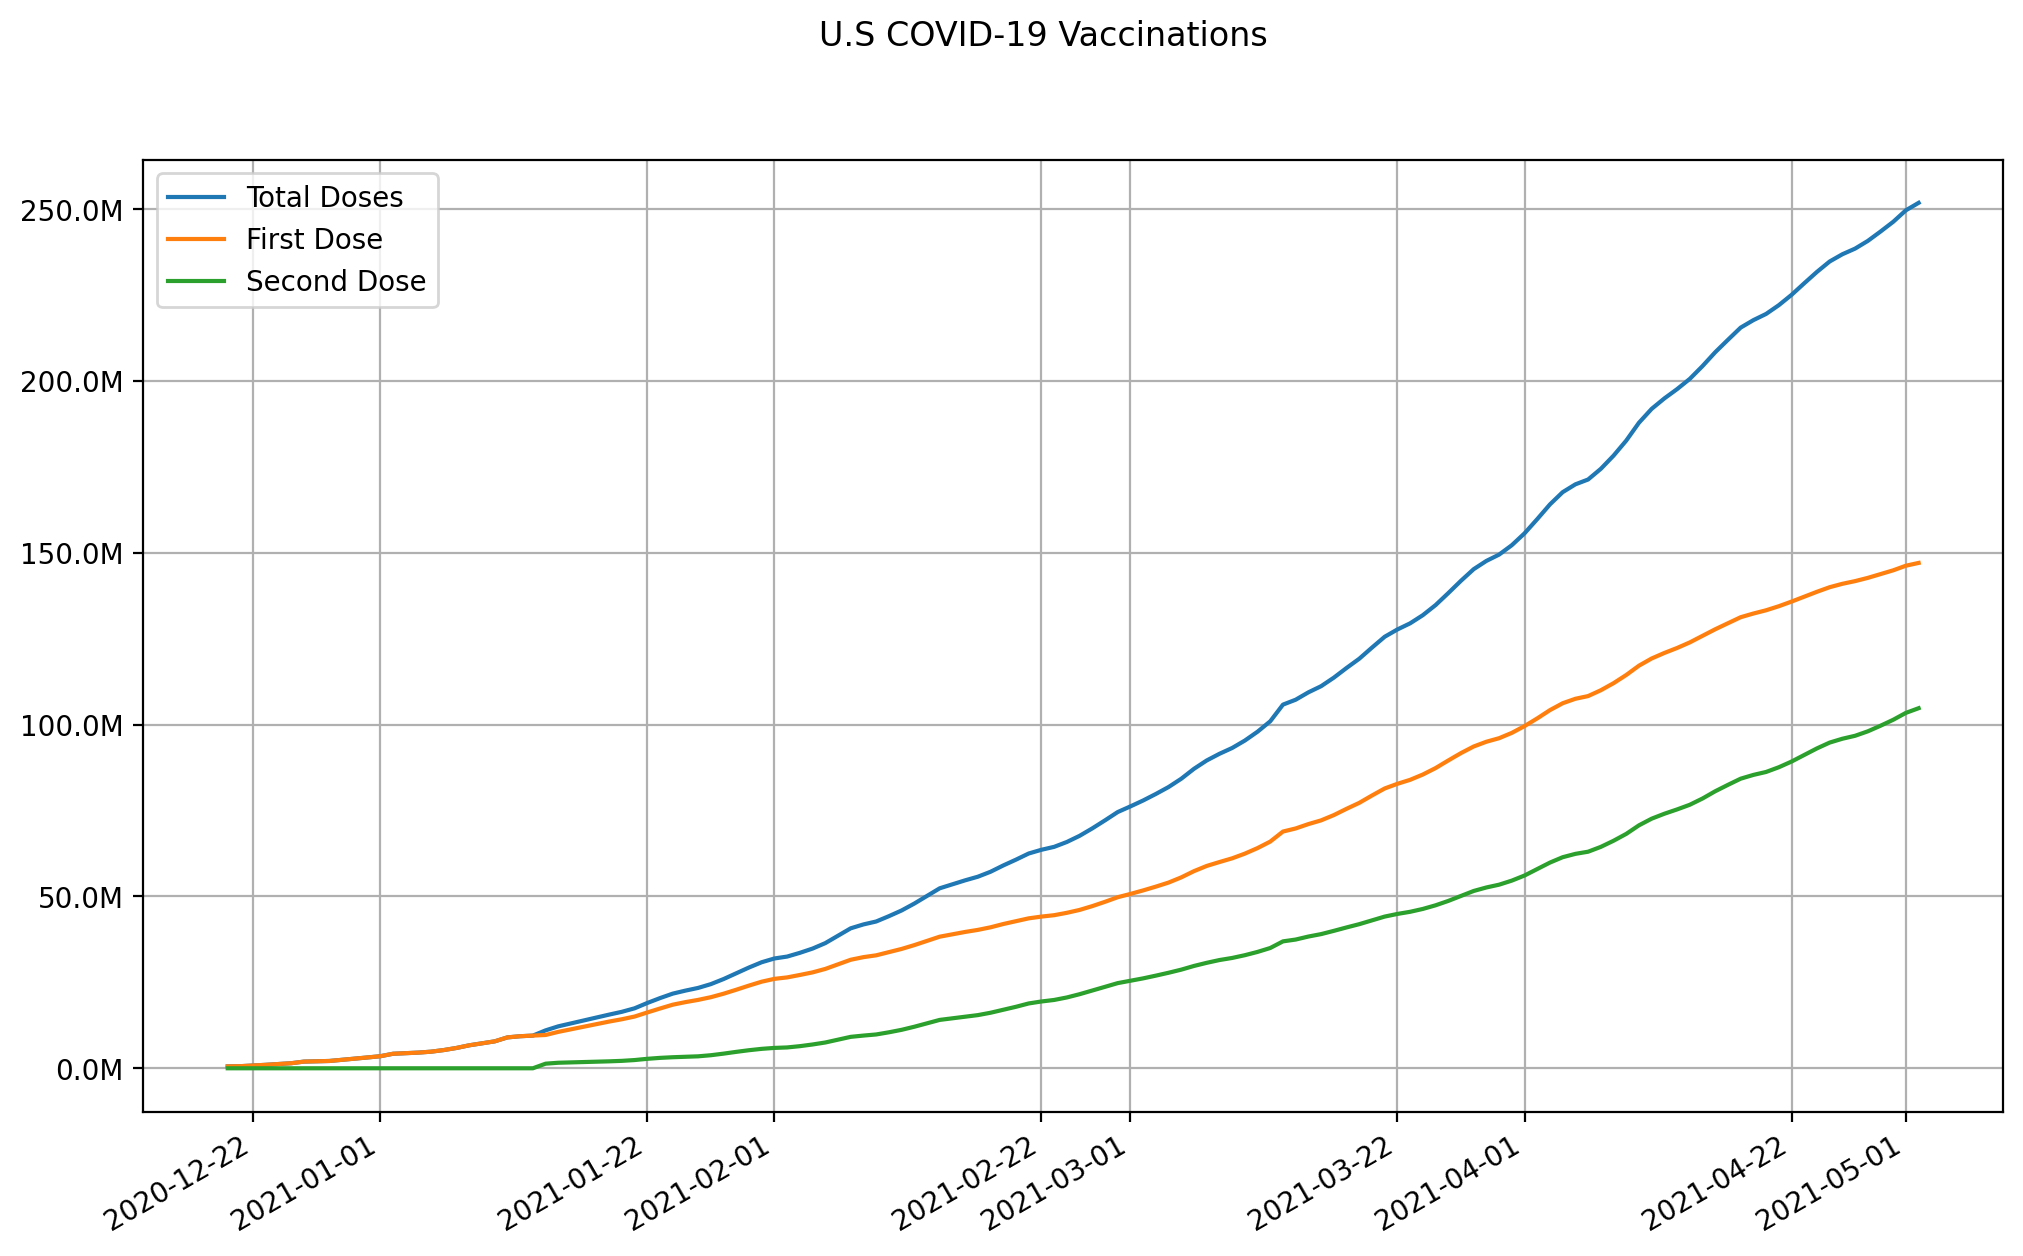 U.S COVID-19 Vaccinations
Total Doses
First Dose
Second Dose
250.0M
200.0M
150.0M
100.0M
50.0M
0.0M
2020-12-22
2021-01-01
2021-01-22
2021-02-01
2021-02-22
2021-03-01
2021-03-22
2021-04-01
2021-04-22
2021-05-01